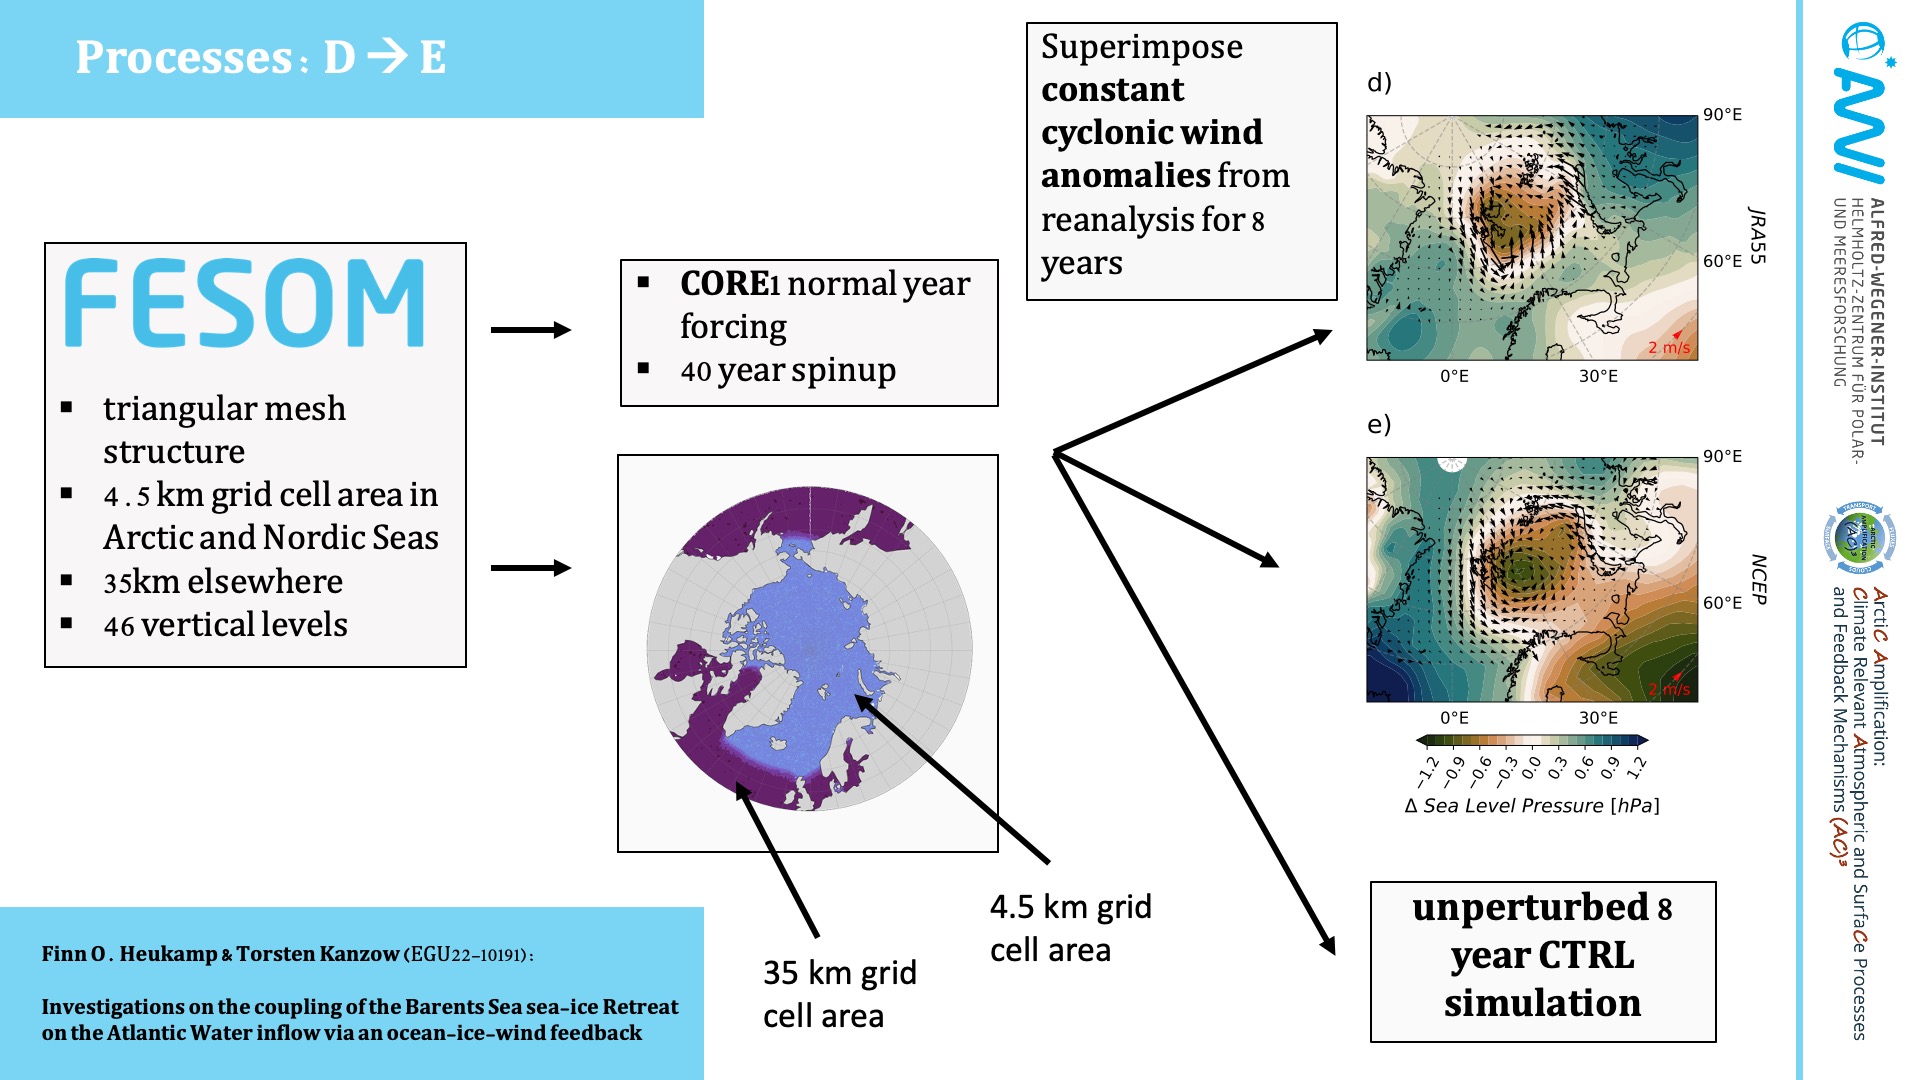 Processes: D → E
FESOM
▪ triangular mesh
structure
▪ 4.5 km grid cell area in
Arctic and Nordic Seas
▪ 35km elsewhere
▪ 46 vertical levels
▪ CORE1 normal year
forcing
▪ 40 year spinup
35 km grid
cell area
4.5 km grid
cell area
Superimpose
constant
cyclonic wind
anomalies from
reanalysis for 8
years
d)
90°E
60°E
2 m/s
0°E 30°E
JRA55
e)
90°E
60°E
2 m/s
0°E 30°E
NCEP
−1.2 −0.9 −0.6 −0.3 0.0 0.3 0.6 0.9 1.2
Δ Sea Level Pressure [hPa]
unperturbed 8
year CTRL
simulation
Finn O. Heukamp & Torsten Kanzow (EGU22-10191):
Investigations on the coupling of the Barents Sea sea-ice Retreat
on the Atlantic Water inflow via an ocean-ice-wind feedback
AWI
ALFRED-WEGENER-INSTITUT
HELMHOLTZ-ZENTRUM FÜR POLAR-
UND MEERESFORSCHUNG
(AC)³
ArctiC Amplification:
Climate Relevant Atmospheric and SurfaCe Processes
and Feedback Mechanisms (AC)³